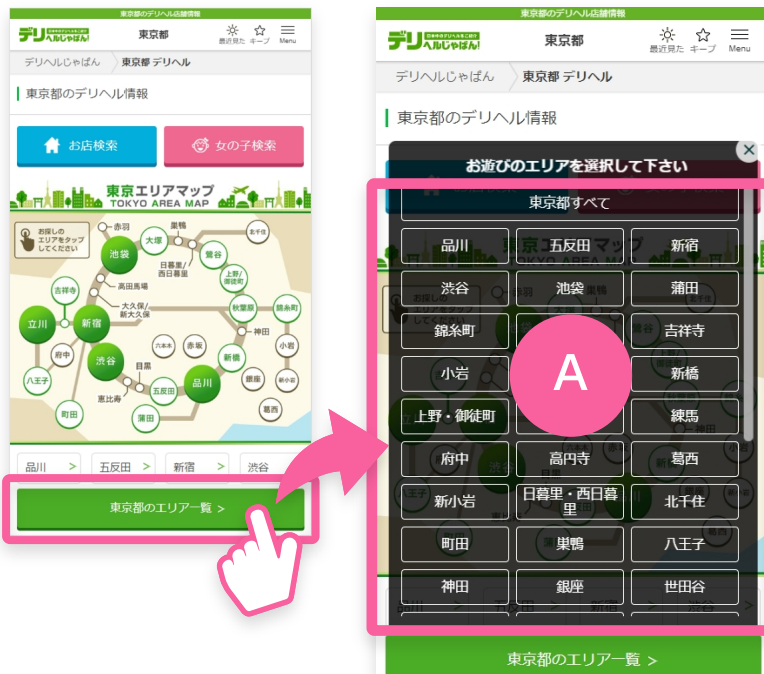 東京都のデリヘル店舗情報
デリヘルじゃぱん!
東京都
最近見た
キープ
Menu
デリヘルじゃぱん
東京都 デリヘル
東京都のデリヘル情報
お店検索
女の子検索
東京エリアマップ
TOKYO AREA MAP
お探しの
エリアをタップ
してください
赤羽
巣鴨
北千住
大塚
池袋
鶯谷
日暮里/
西日暮里
上野/
御徒町
吉祥寺
高田馬場
大久保/
新大久保
秋葉原
錦糸町
立川
新宿
神田
府中
渋谷
六本木
赤坂
新橋
小岩
目黒
八王子
恵比寿
五反田
品川
銀座
新小岩
町田
蒲田
葛西
品川 >
五反田 >
新宿 >
渋谷
東京都のエリア一覧 >
東京都のデリヘル店舗情報
デリヘルじゃぱん!
東京都
最近見た
キープ
Menu
デリヘルじゃぱん
東京都 デリヘル
東京都のデリヘル情報
お遊びのエリアを選択して下さい
東京都すべて
品川
五反田
新宿
渋谷
池袋
蒲田
錦糸町
吉祥寺
小岩
新橋
A
上野・御徒町
練馬
府中
高円寺
葛西
新小岩
日暮里・西日暮
里
北千住
町田
巣鴨
八王子
神田
銀座
世田谷
東京都のエリア一覧 >